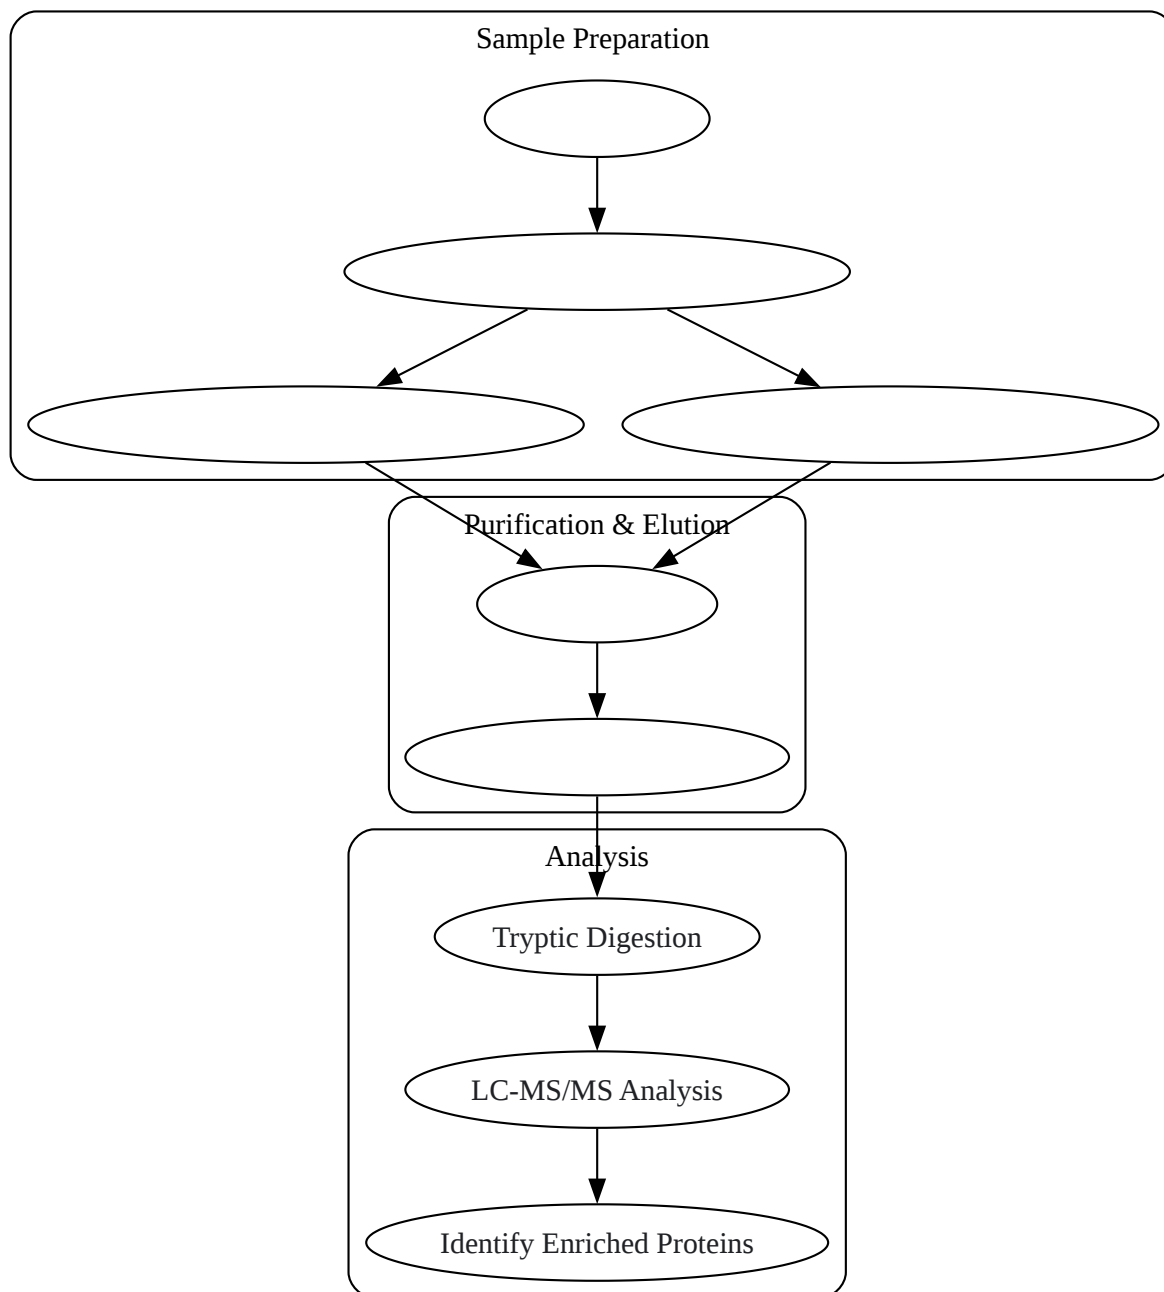 Sample Preparation
Purification & Elution
Analysis
Tryptic Digestion
LC-MS/MS Analysis
Identify Enriched Proteins